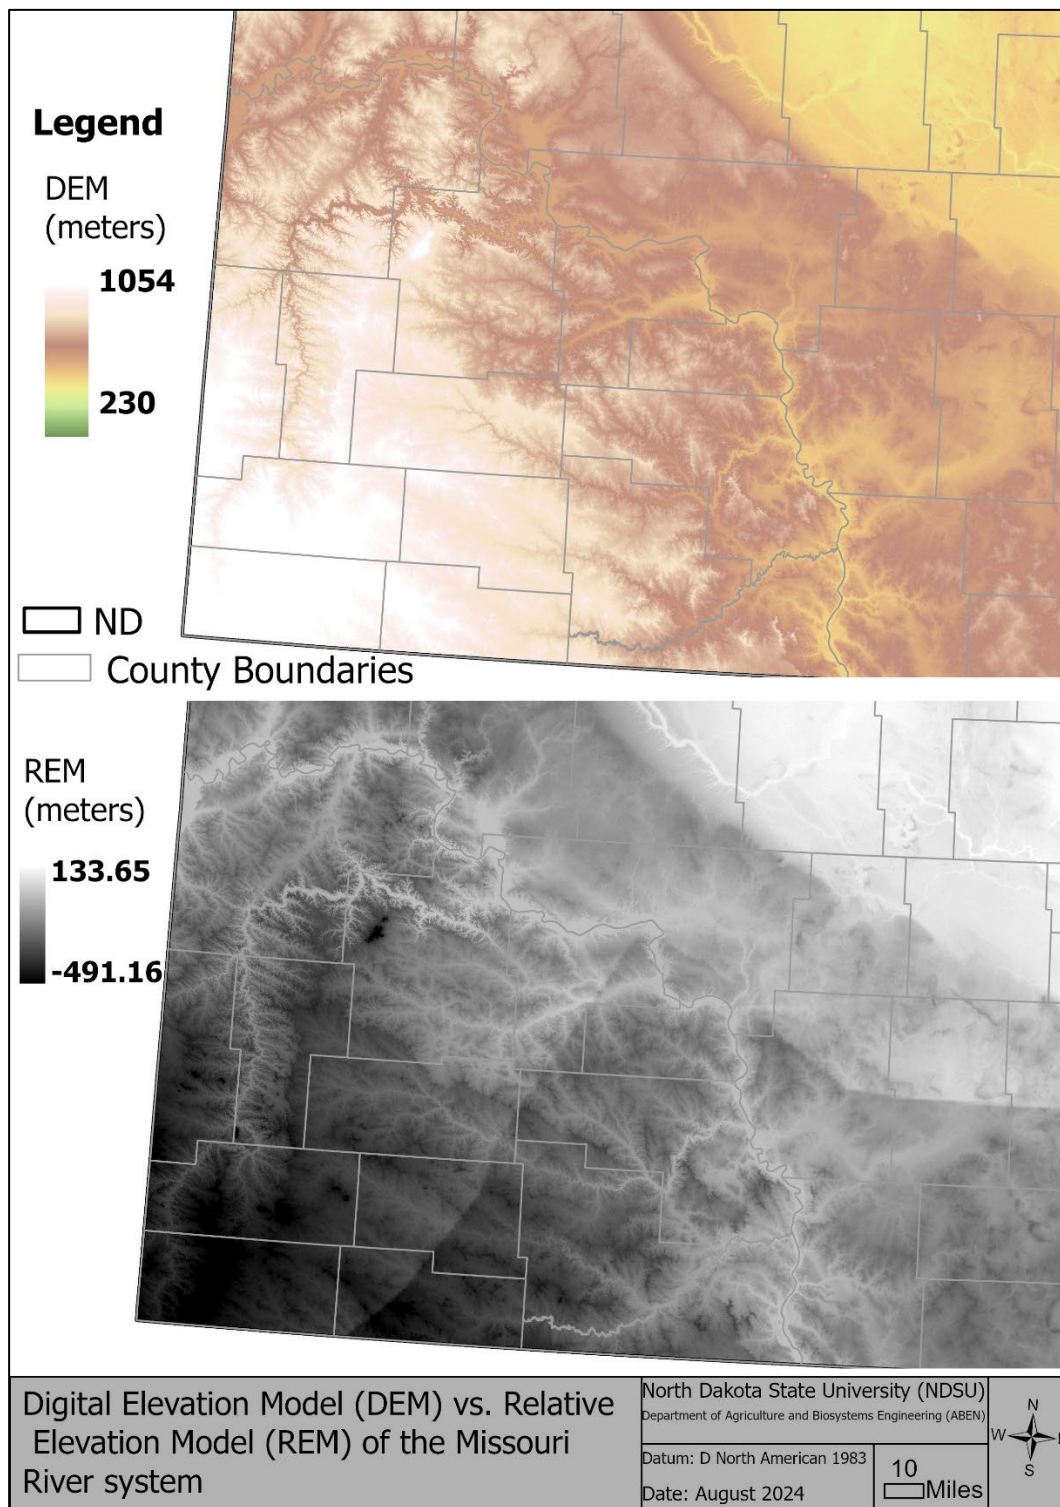 Legend
DEM
(meters)
1054
230
ND
County Boundaries
REM
(meters)
133.65
-491.16
Digital Elevation Model (DEM) vs. Relative
Elevation Model (REM) of the Missouri
River system
North Dakota State University (NDSU)
Department of Agriculture and Biosystems Engineering (ABEN)
Datum: D North American 1983
Date: August 2024
10
Miles
N
W
S